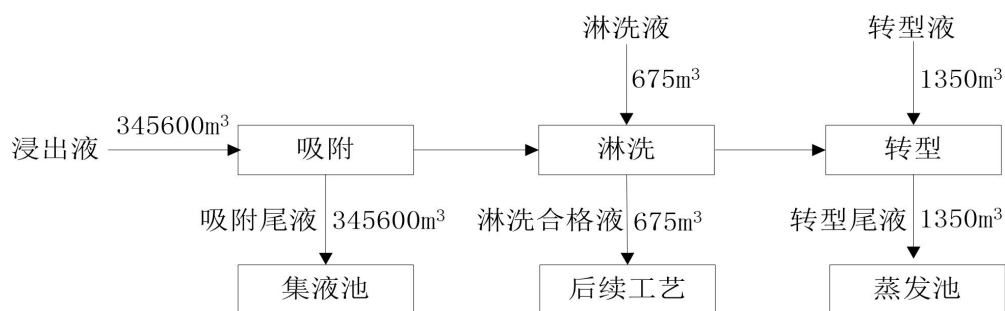 淋洗液
转型液
675m³
1350m³
345600m³
浸出液
吸附
淋洗
转型
吸附尾液
345600m³
淋洗合格液
675m³
转型尾液
1350m³
集液池
后续工艺
蒸发池